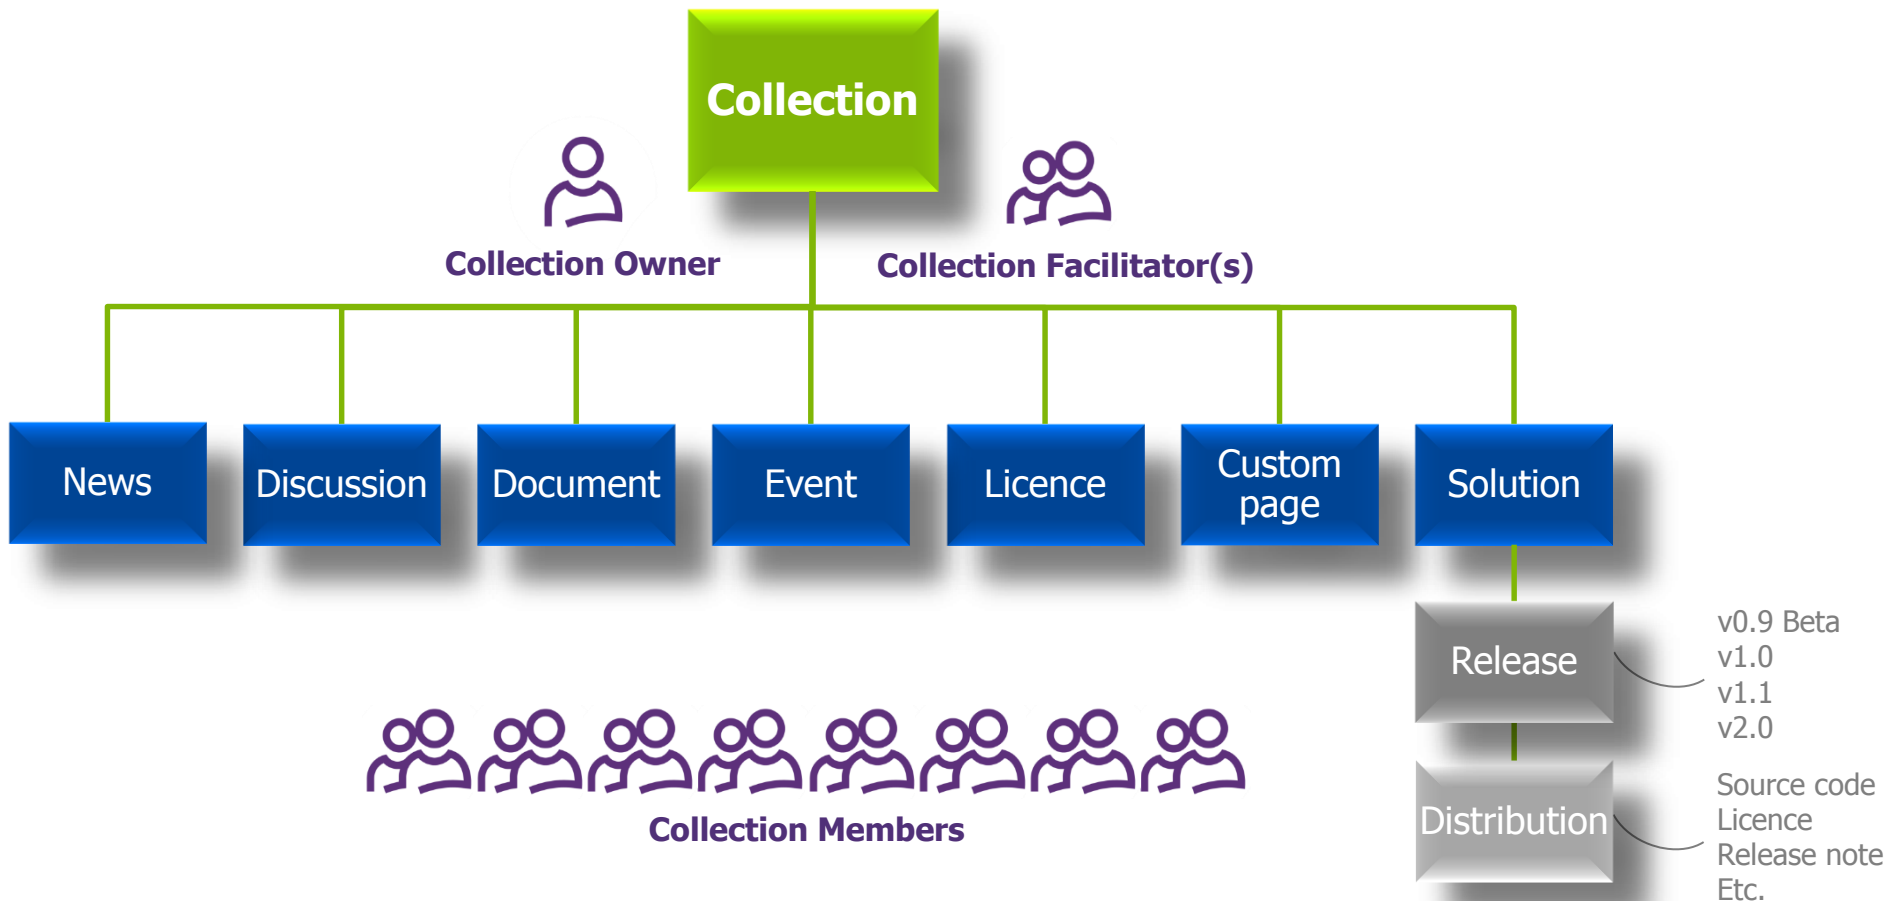 Collection
Collection Owner
Collection Facilitator(s)
News
Discussion
Document
Event
Licence
Custom
page
Solution
Release
v0.9 Beta
v1.0
v1.1
v2.0
Distribution
Source code
Licence
Release note
Etc.
Collection Members